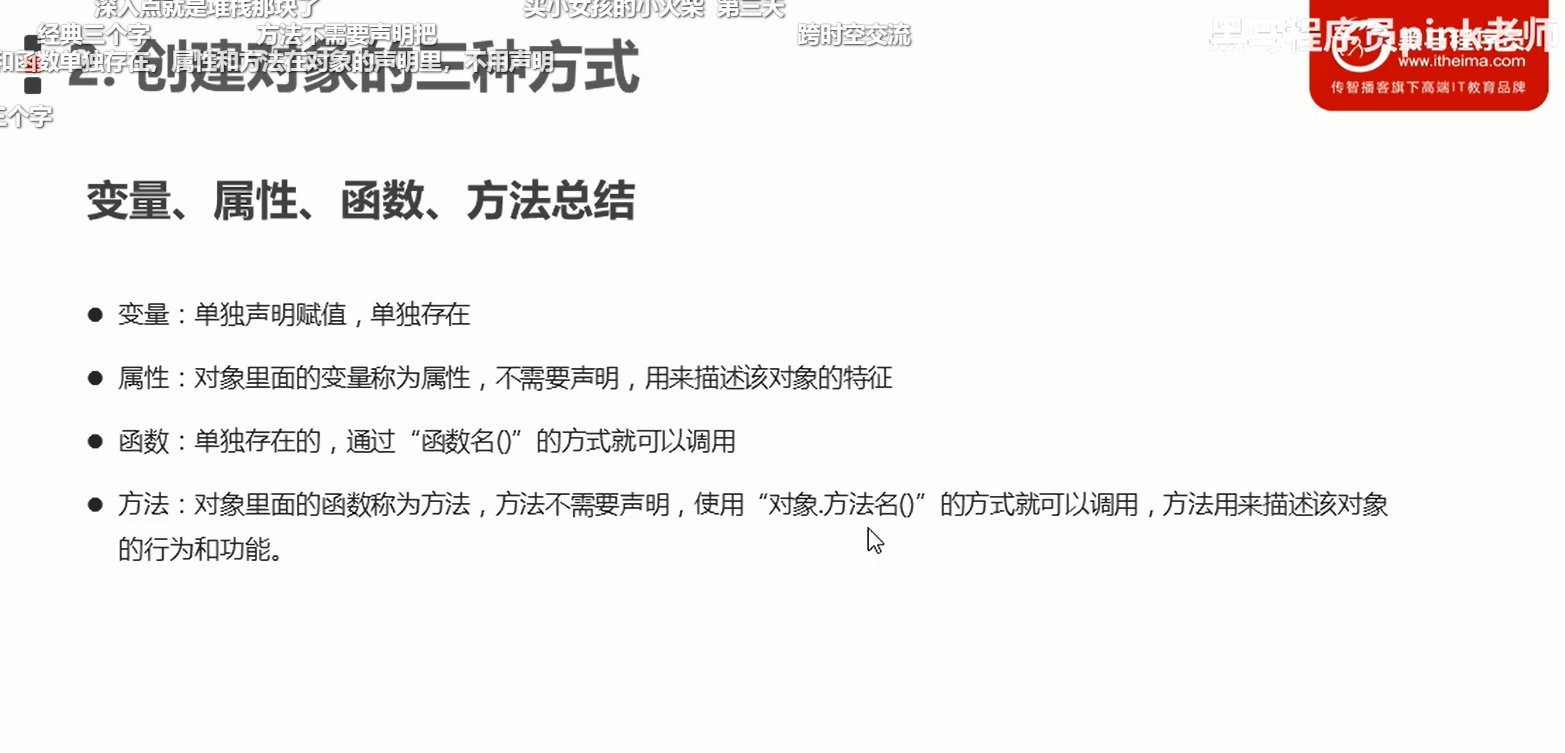 深入点就是堆栈那块了
买小女孩的小火柴 第三天
经典三个字
方法不需要声明把
跨时空交流
黑马程序员pink老师
和函数单独存在，属性和方法在对象的声明里，不用声明
2. 创建对象的三种方式
www.itheima.com
传智播客旗下高端IT教育品牌
三个字
变量、属性、函数、方法总结
● 变量：单独声明赋值，单独存在
● 属性：对象里面的变量称为属性，不需要声明，用来描述该对象的特征
● 函数：单独存在的，通过“函数名()”的方式就可以调用
● 方法：对象里面的函数称为方法，方法不需要声明，使用“对象.方法名()”的方式就可以调用，方法用来描述该对象
的行为和功能。